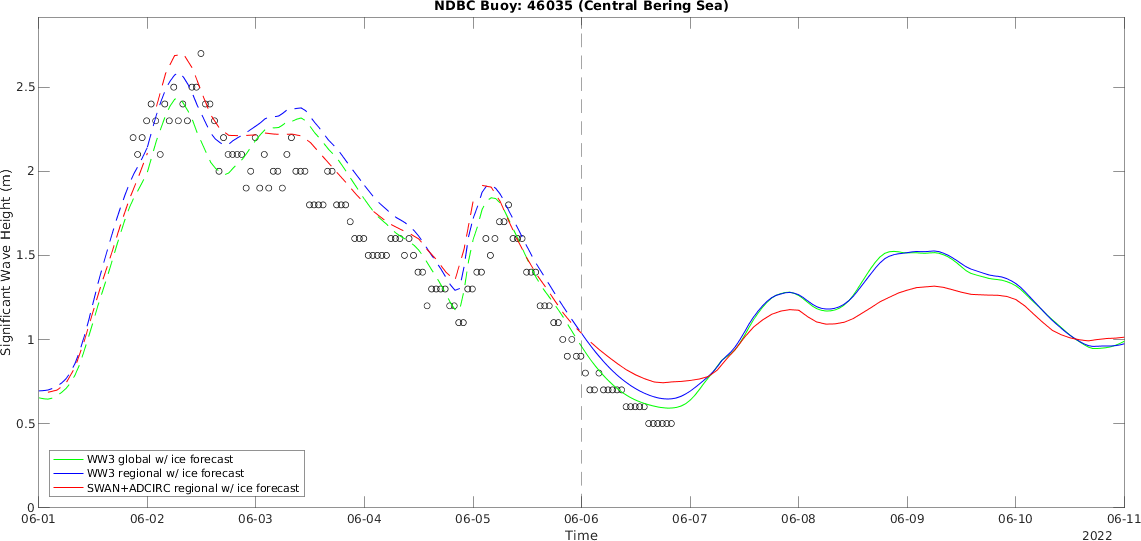 NDBC Buoy: 46035 (Central Bering Sea)
Significant Wave Height (m)
2.5
2
1.5
1
0.5
0
WW3 global w/ ice forecast
WW3 regional w/ ice forecast
SWAN+ADCIRC regional w/ ice forecast
06-01 06-02 06-03 06-04 06-05 06-06 06-07 06-08 06-09 06-10 06-11
Time
2022